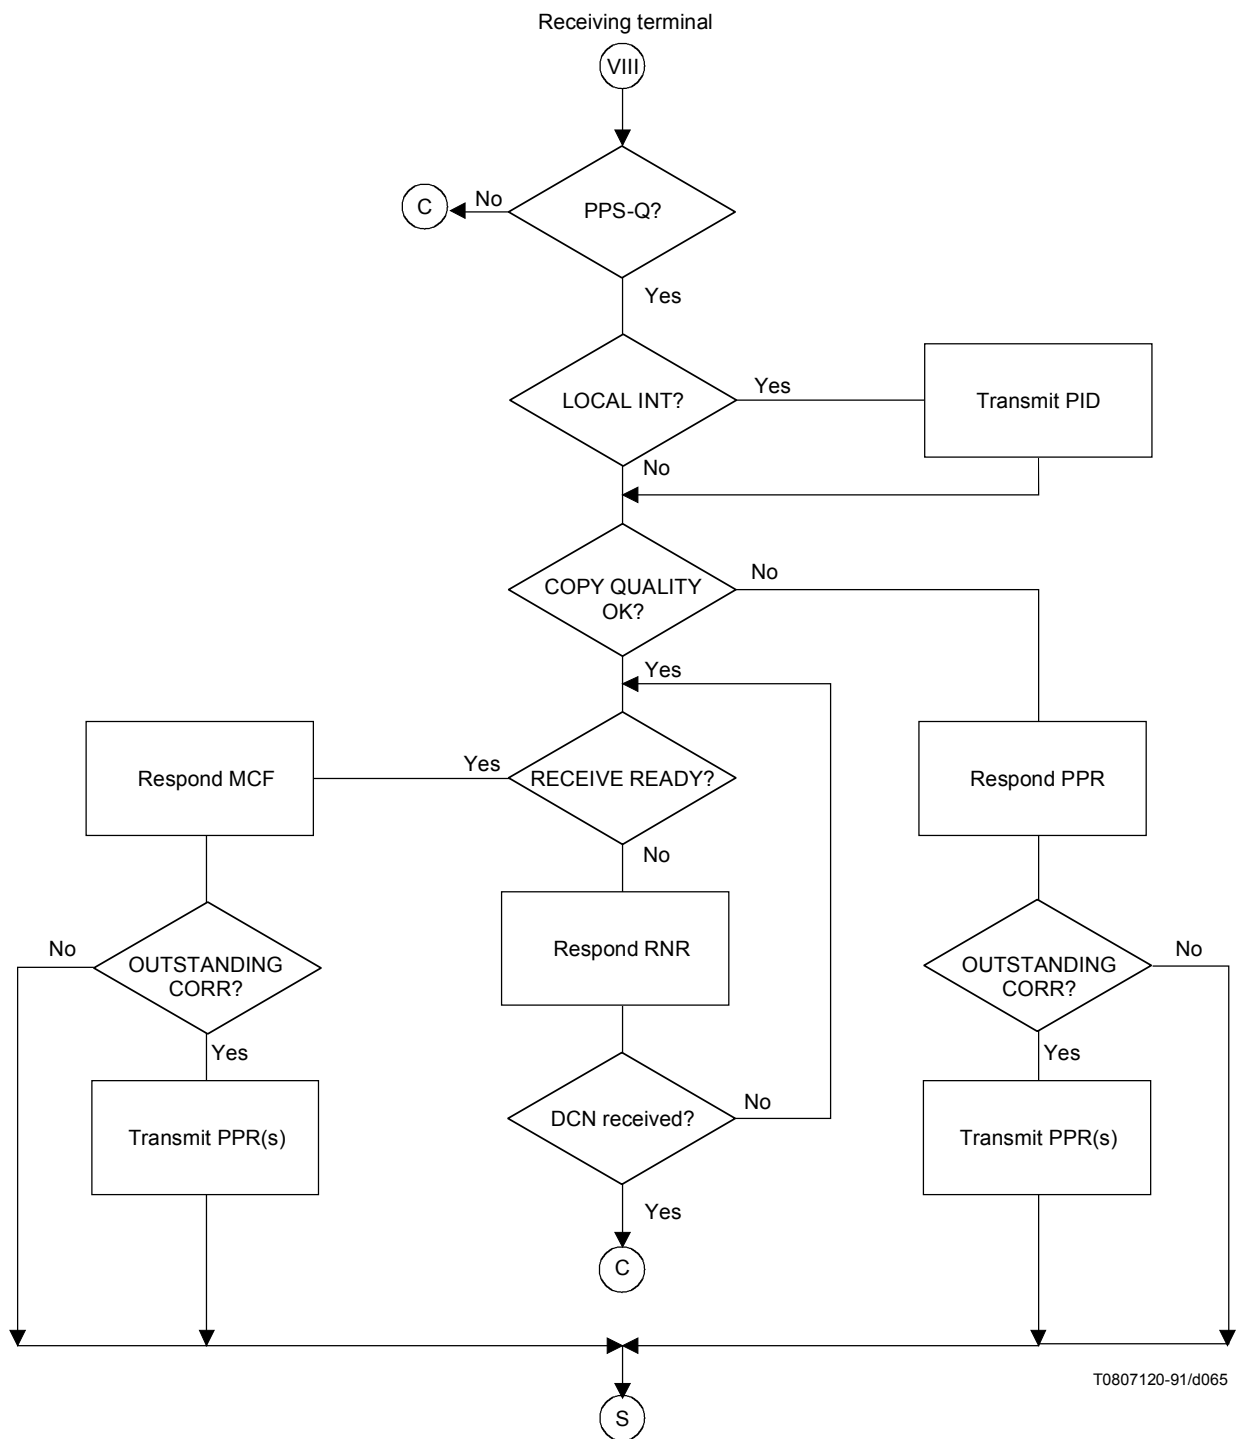 Receiving terminal
VIII
C
No
PPS-Q?
Yes
LOCAL INT?
Yes
Transmit PID
No
COPY QUALITY
OK?
No
Yes
Respond MCF
Yes
RECEIVE READY?
Respond PPR
No
No
OUTSTANDING
CORR?
Respond RNR
OUTSTANDING
CORR?
No
Yes
Yes
Transmit PPR(s)
DCN received?
No
Transmit PPR(s)
Yes
C
T0807120-91/d065
S